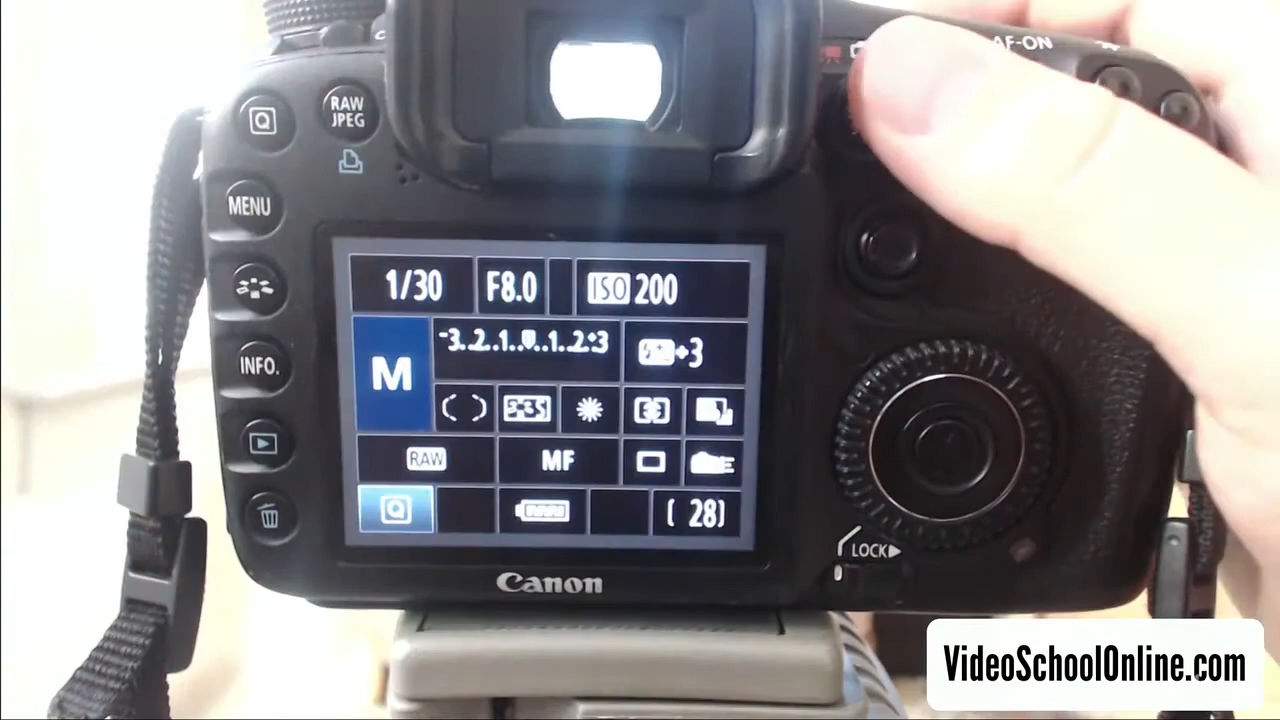 AF-ON
Q
RAW
JPEG
MENU
INFO.
1/30 F8.0 ISO 200
-3..2..1..0..1..2.+3 +3
M
RAW MF
Q [ 28]
LOCK
Canon
VideoSchoolOnline.com